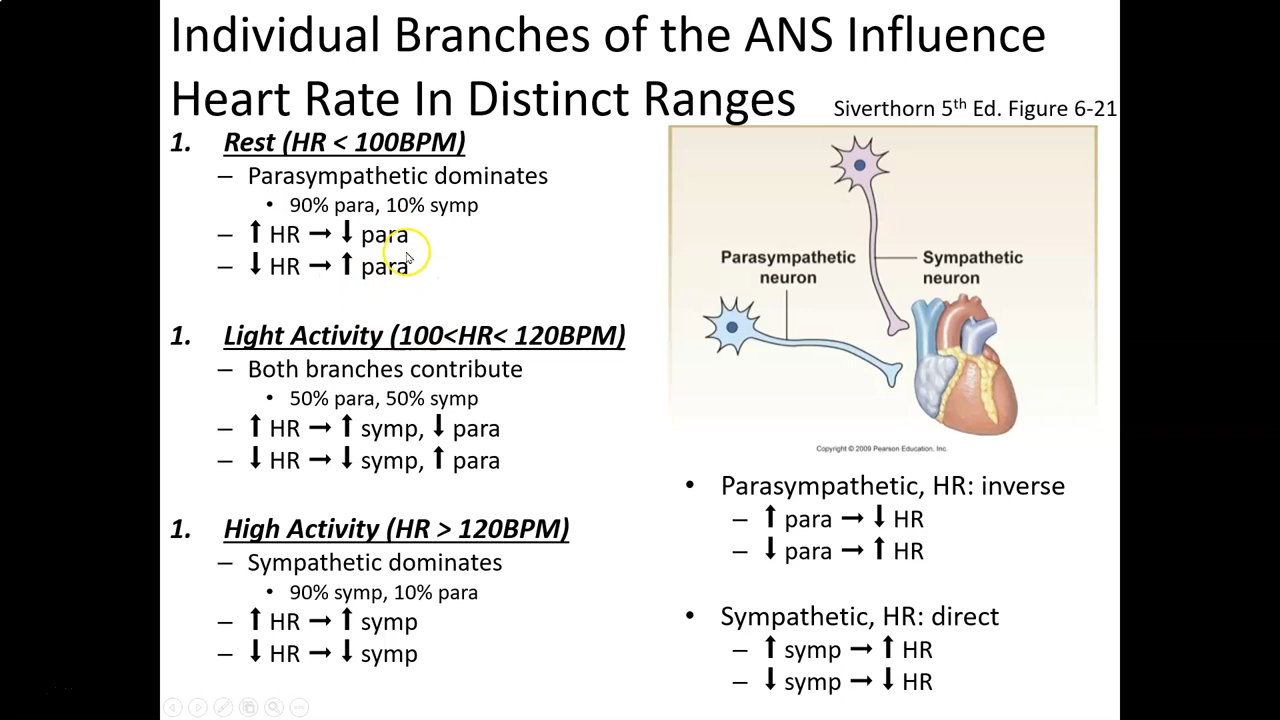 Individual Branches of the ANS Influence
Heart Rate In Distinct Ranges
Siverthorn 5th Ed. Figure 6-21
1. Rest (HR < 100BPM)
– Parasympathetic dominates
• 90% para, 10% symp
– ⬆ HR → ⬇ para
– ⬇ HR → ⬆ para
1. Light Activity (100<HR< 120BPM)
– Both branches contribute
• 50% para, 50% symp
– ⬆ HR → ⬆ symp, ⬇ para
– ⬇ HR → ⬇ symp, ⬆ para
1. High Activity (HR > 120BPM)
– Sympathetic dominates
• 90% symp, 10% para
– ⬆ HR → ⬆ symp
– ⬇ HR → ⬇ symp
Parasympathetic
neuron
Sympathetic
neuron
Copyright © 2009 Pearson Education, Inc.
• Parasympathetic, HR: inverse
– ⬆ para → ⬇ HR
– ⬇ para → ⬆ HR
• Sympathetic, HR: direct
– ⬆ symp → ⬆ HR
– ⬇ symp → ⬇ HR